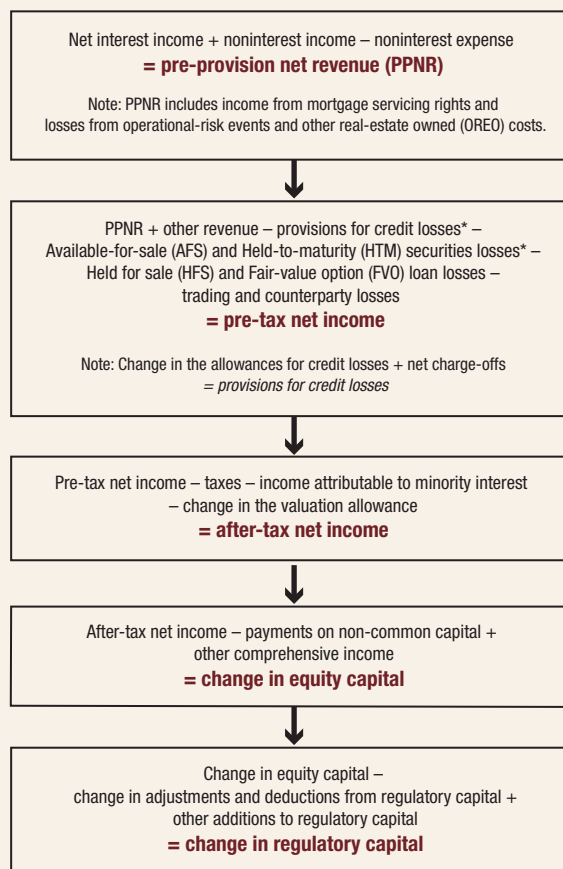 Net interest income + noninterest income – noninterest expense
= pre-provision net revenue (PPNR)
Note: PPNR includes income from mortgage servicing rights and
losses from operational-risk events and other real-estate owned (OREO) costs.
PPNR + other revenue – provisions for credit losses* –
Available-for-sale (AFS) and Held-to-maturity (HTM) securities losses* –
Held for sale (HFS) and Fair-value option (FVO) loan losses –
trading and counterparty losses
= pre-tax net income
Note: Change in the allowances for credit losses + net charge-offs
= provisions for credit losses
Pre-tax net income – taxes – income attributable to minority interest
– change in the valuation allowance
= after-tax net income
After-tax net income – payments on non-common capital +
other comprehensive income
= change in equity capital
Change in equity capital –
change in adjustments and deductions from regulatory capital +
other additions to regulatory capital
= change in regulatory capital